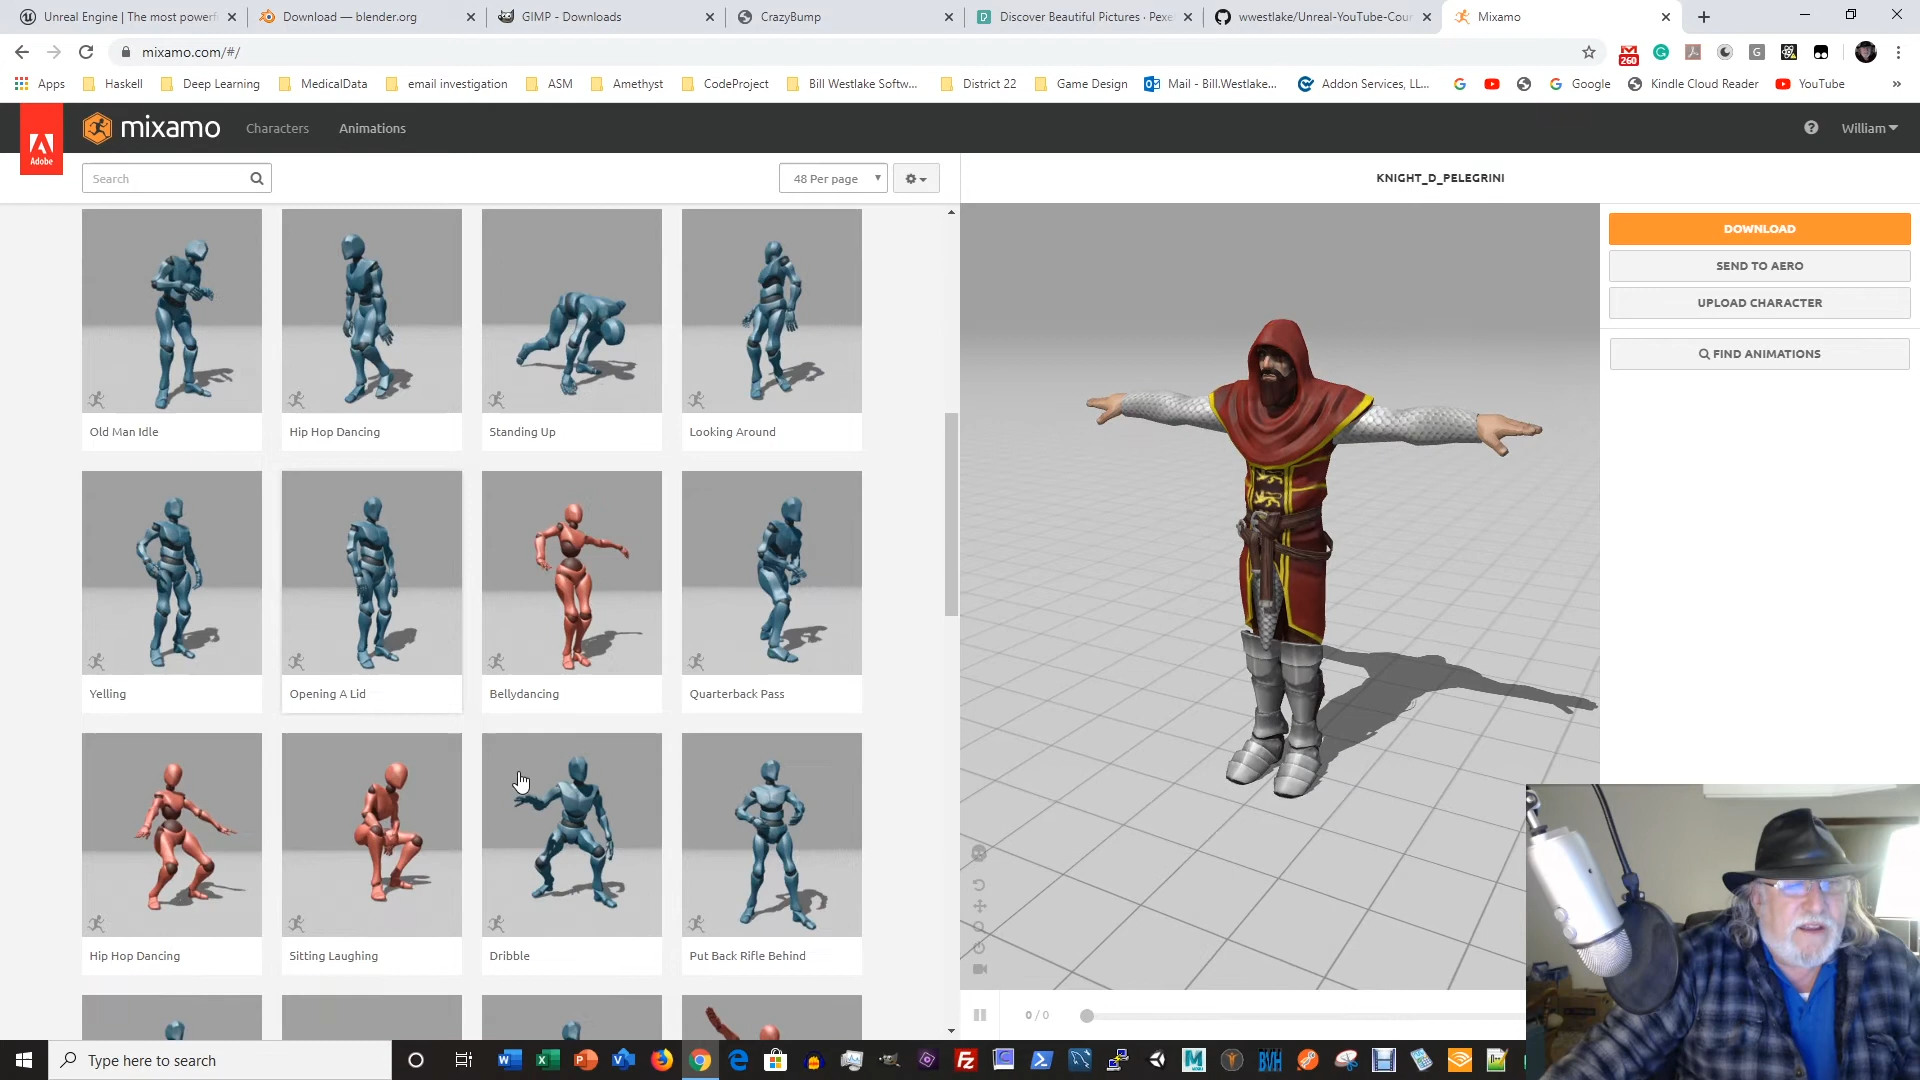 Unreal Engine | The most powerf
Download — blender.org
GIMP - Downloads
CrazyBump
Discover Beautiful Pictures · Pexe
wwestlake/Unreal-YouTube-Cour
Mixamo
mixamo.com/#/
260
Apps
Haskell
Deep Learning
MedicalData
email investigation
ASM
Amethyst
CodeProject
Bill Westlake Softw...
District 22
Game Design
Mail - Bill.Westlake...
Addon Services, LL...
Google
Kindle Cloud Reader
YouTube
Adobe
mixamo
Characters
Animations
William
Search
48 Per page
KNIGHT_D_PELEGRINI
DOWNLOAD
SEND TO AERO
UPLOAD CHARACTER
FIND ANIMATIONS
Old Man Idle
Hip Hop Dancing
Standing Up
Looking Around
Yelling
Opening A Lid
Bellydancing
Quarterback Pass
Hip Hop Dancing
Sitting Laughing
Dribble
Put Back Rifle Behind
0 / 0
Type here to search
BVH